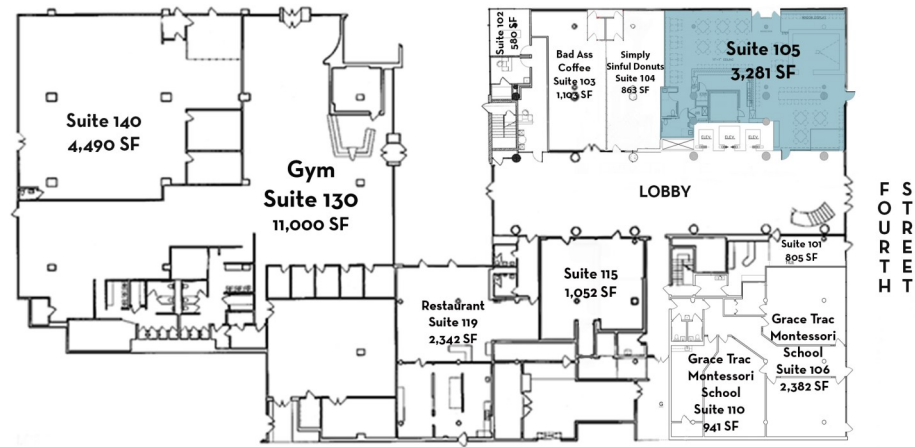 Suite 140
4,490 SF
Gym
Suite 130
11,000 SF
Suite 102
580 SF
Bad Ass
Coffee
Suite 103
1,103 SF
Simply
Sinful Donuts
Suite 104
863 SF
Suite 105
3,281 SF
ELEV. ELEV. ELEV.
LOBBY
FOURTH
STREET
Suite 101
805 SF
Suite 115
1,052 SF
Restaurant
Suite 119
2,342 SF
Grace Trac
Montessori
School
Suite 110
941 SF
Grace Trac
Montessori
School
Suite 106
2,382 SF